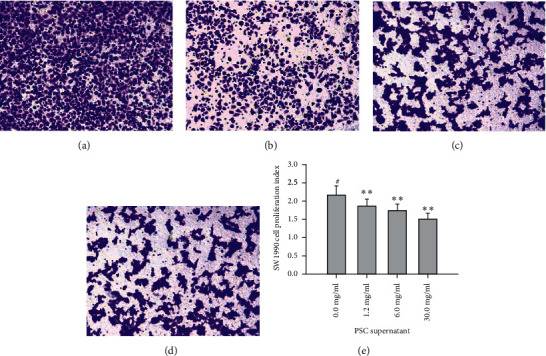 (a)
(b)
(c)
(d)
SW 1990 cell proliferation index
3.0
2.5
2.0
1.5
1.0
0.5
0.0
#
**
**
**
0.0 mg/ml
1.2 mg/ml
6.0 mg/ml
30.0 mg/ml
PSC supernatant
(e)